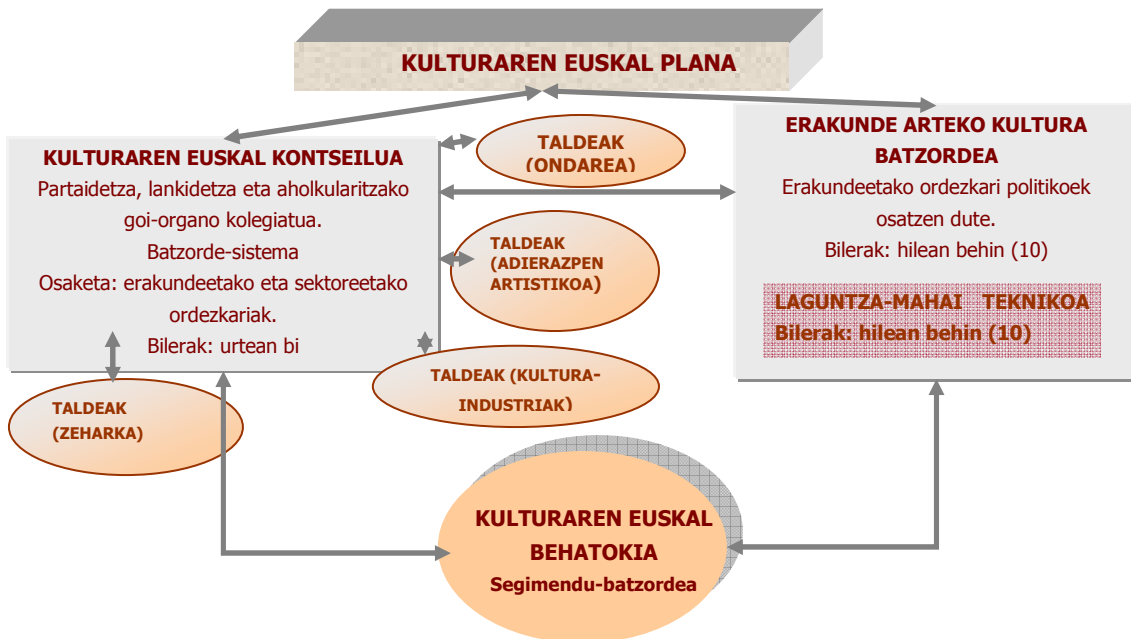 KULTURAREN EUSKAL PLANA
KULTURAREN EUSKAL KONTSEILUA
Partaidetza, lankidetza eta aholkularitzako
goi-organo kolegiatua.
Batzorde-sistema
Osaketa: erakundeetako eta sektoreetako
ordezkariak.
Bilerak: urtean bi
TALDEAK
(ONDAREA)
TALDEAK
(ADIERAZPEN
ARTISTIKOA)
TALDEAK (KULTURA-
INDUSTRIAK)
TALDEAK
(ZEHARKA)
ERAKUNDE ARTEKO KULTURA
BATZORDEA
Erakundeetako ordezkari politikoek
osatzen dute.
Bilerak: hilean behin (10)
LAGUNTZA-MAHAI TEKNIKOA
Bilerak: hilean behin (10)
KULTURAREN EUSKAL
BEHATOKIA
Segimendu-batzordea